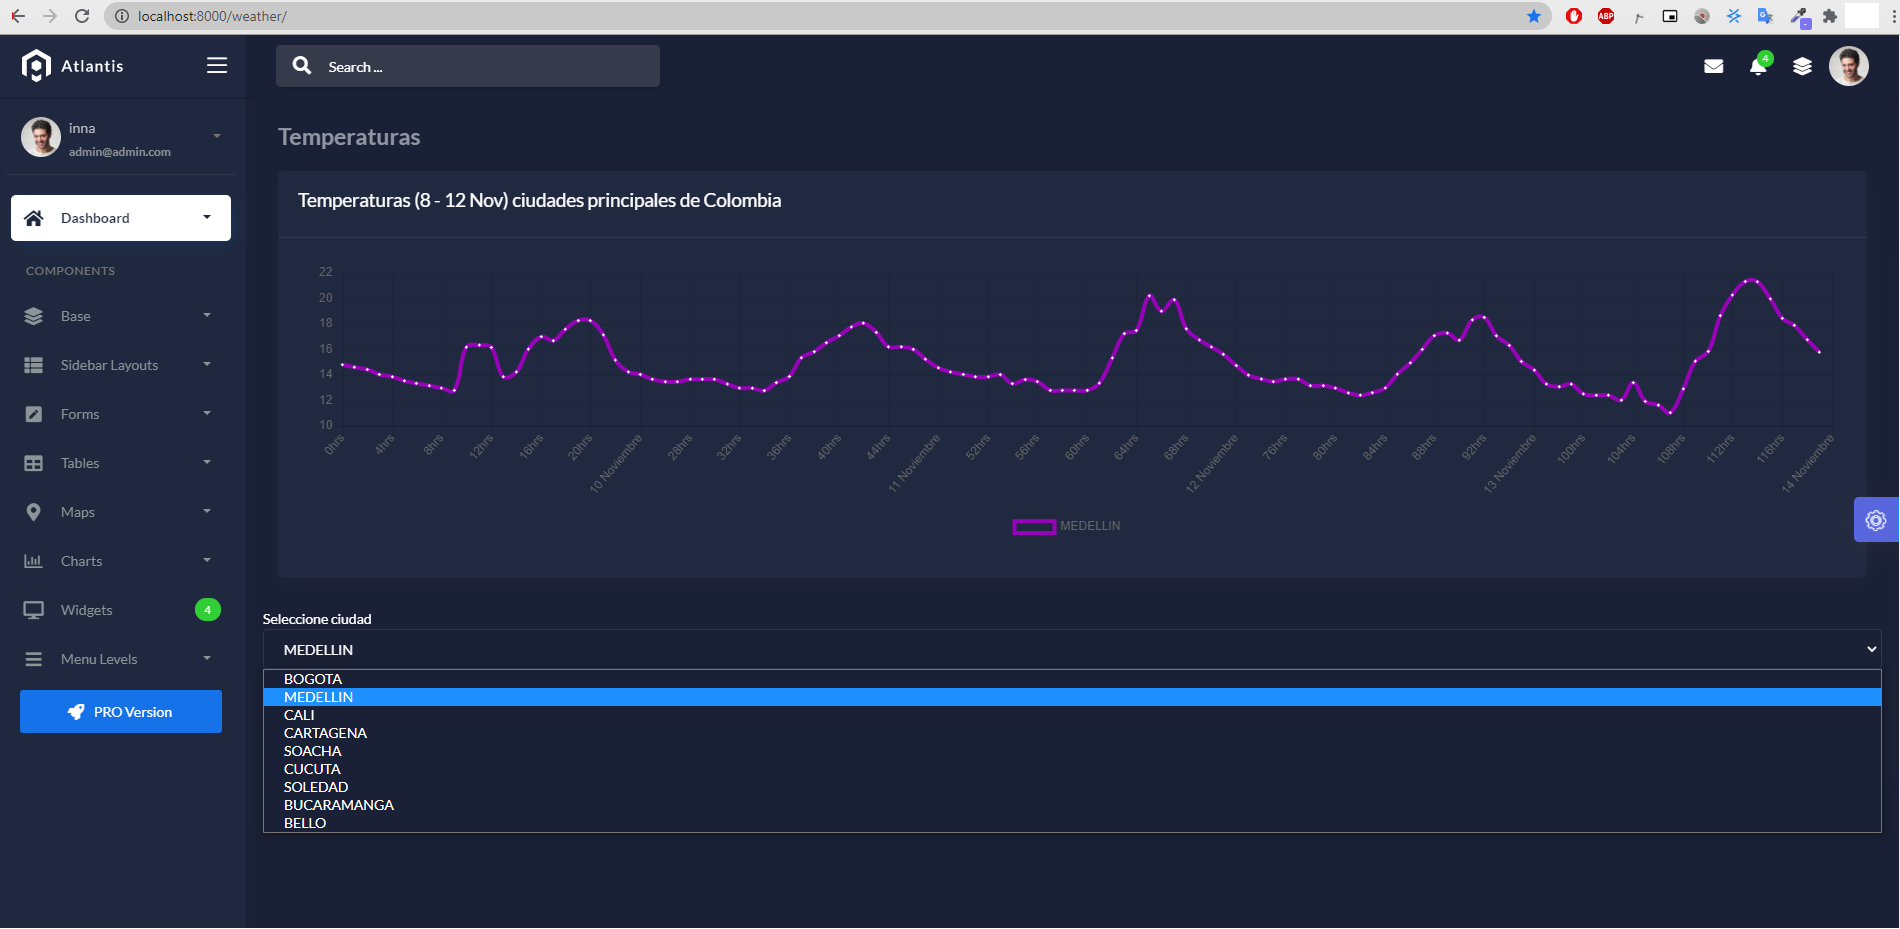 localhost:8000/weather/
ABP
Atlantis
Search ...
4
inna
admin@admin.com
Temperaturas
Dashboard
Temperaturas (8 - 12 Nov) ciudades principales de Colombia
COMPONENTS
Base
Sidebar Layouts
Forms
Tables
Maps
Charts
Widgets 4
Menu Levels
PRO Version
22
20
18
16
14
12
10
0hrs 4hrs 8hrs 12hrs 16hrs 20hrs 10 Noviembre 28hrs 32hrs 36hrs 40hrs 44hrs 11 Noviembre 52hrs 56hrs 60hrs 64hrs 68hrs 12 Noviembre 76hrs 80hrs 84hrs 88hrs 92hrs 13 Noviembre 100hrs 104hrs 108hrs 112hrs 116hrs 14 Noviembre
MEDELLIN
Seleccione ciudad
MEDELLIN
BOGOTA
MEDELLIN
CALI
CARTAGENA
SOACHA
CUCUTA
SOLEDAD
BUCARAMANGA
BELLO